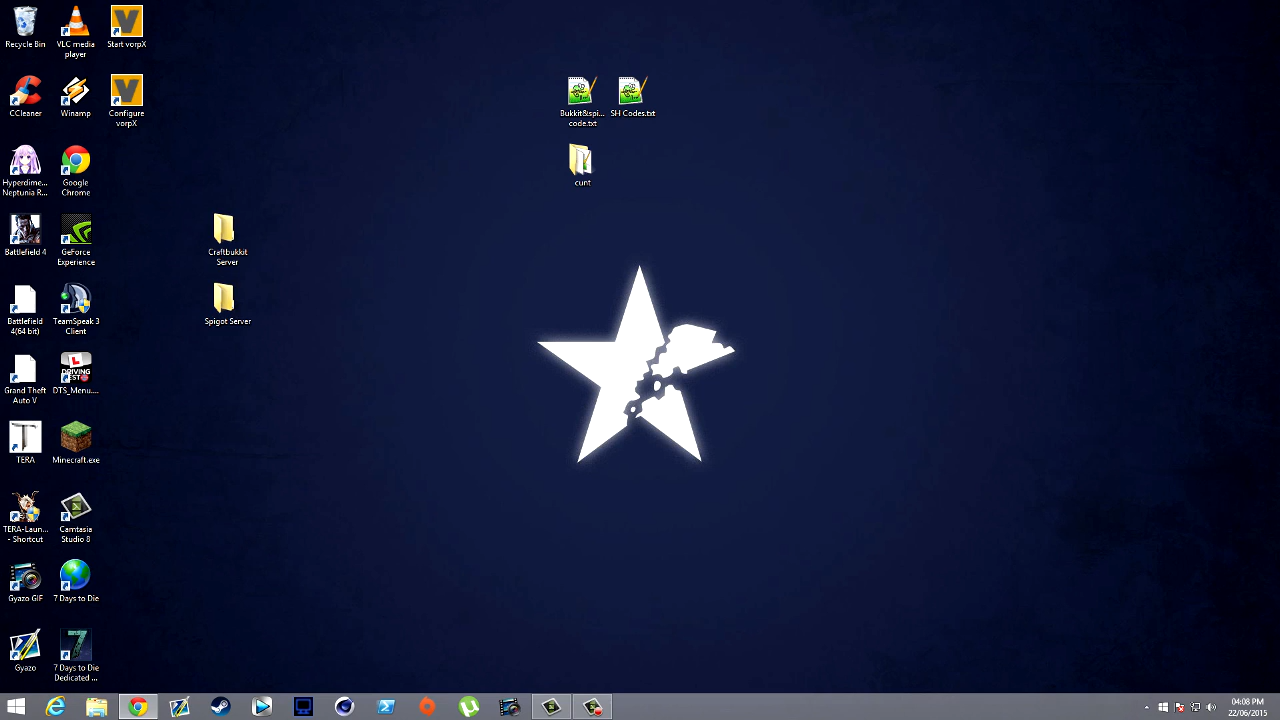 Recycle Bin
VLC media
player
Start vorpX
CCleaner
Winamp
Configure
vorpX
Hyperdime...
Neptunia R...
Google
Chrome
Battlefield 4
GeForce
Experience
Battlefield
4(64 bit)
TeamSpeak 3
Client
Grand Theft
Auto V
DRIVING
TEST
DTS_Menu....
TERA
Minecraft.exe
TERA-Laun...
- Shortcut
Camtasia
Studio 8
Gyazo GIF
7 Days to Die
Gyazo
7 Days to Die
Dedicated ...
Craftbukkit
Server
Spigot Server
Bukkit&spi...
code.txt
SH Codes.txt
cunt
04:08 PM
22/06/2015